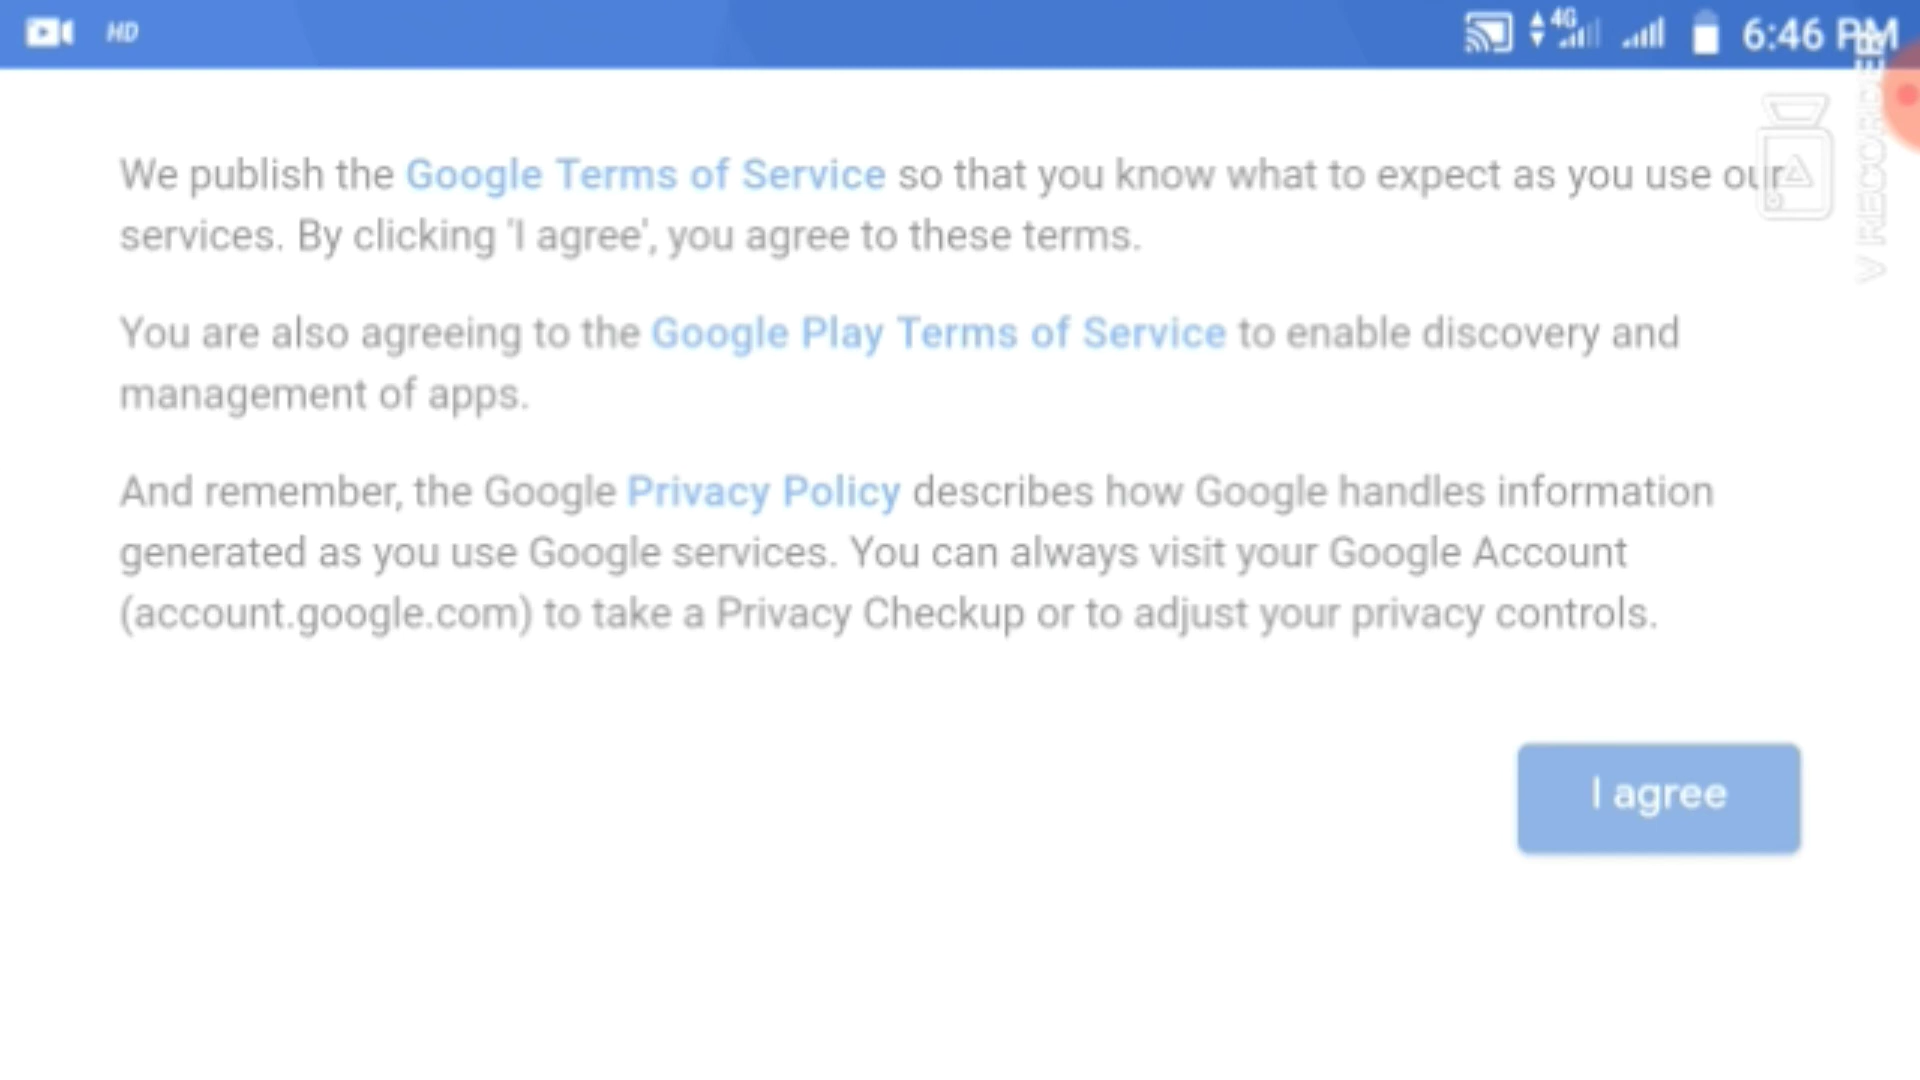 HD
4G
6:46 PM
V RECORDER
We publish the Google Terms of Service so that you know what to expect as you use our
services. By clicking 'I agree', you agree to these terms.
You are also agreeing to the Google Play Terms of Service to enable discovery and
management of apps.
And remember, the Google Privacy Policy describes how Google handles information
generated as you use Google services. You can always visit your Google Account
(account.google.com) to take a Privacy Checkup or to adjust your privacy controls.
I agree